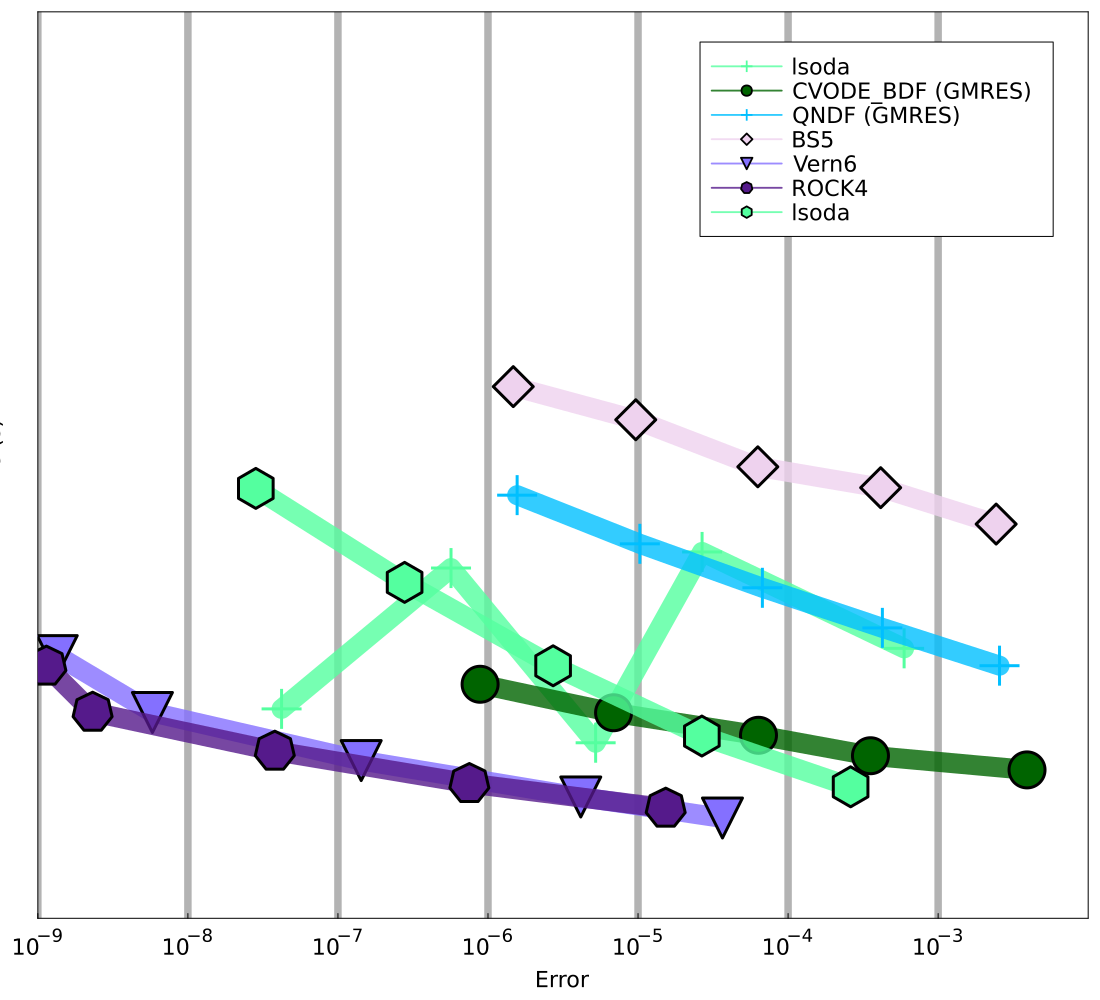 lsoda
CVODE_BDF (GMRES)
QNDF (GMRES)
BS5
Vern6
ROCK4
lsoda
10⁻⁹ 10⁻⁸ 10⁻⁷ 10⁻⁶ 10⁻⁵ 10⁻⁴ 10⁻³
Error